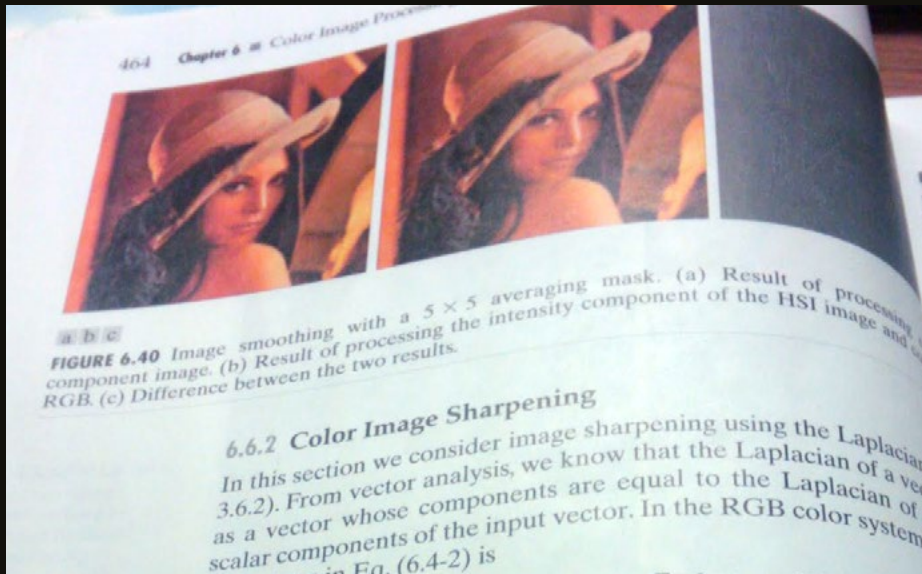 464 Chapter 6 ■ Color Image
a b c
FIGURE 6.40 Image smoothing with a 5 × 5 averaging mask. (a) Result of processing
component image. (b) Result of processing the intensity component of the HSI image and
RGB. (c) Difference between the two results.
6.6.2 Color Image Sharpening
In this section we consider image sharpening using the Laplacian
3.6.2). From vector analysis, we know that the Laplacian of a
as a vector whose components are equal to the Laplacian of
scalar components of the input vector. In the RGB color system
in Eq. (6.4-2) is